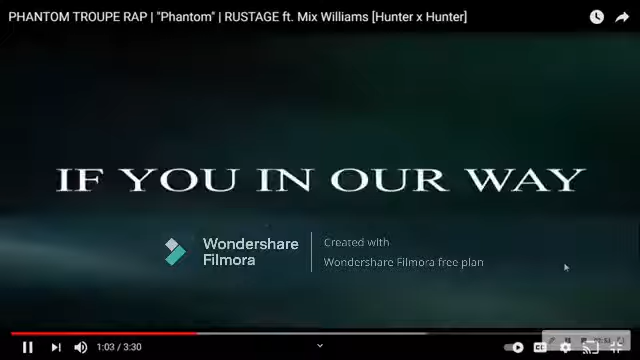 PHANTOM TROUPE RAP | "Phantom" | RUSTAGE ft. Mix Williams [Hunter x Hunter]
IF YOU IN OUR WAY
Wondershare
Filmora
Created with
Wondershare Filmora free plan
1:03 / 3:30